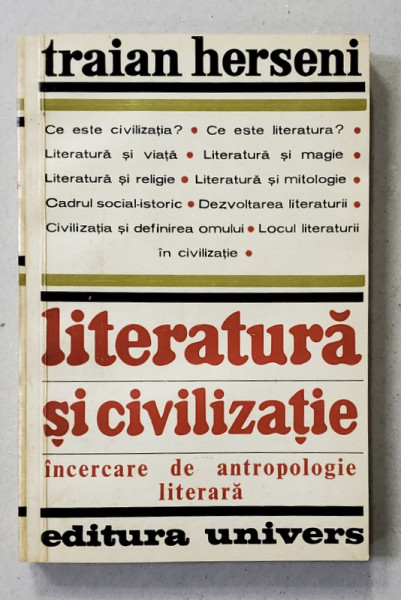 traian herseni
Ce este civilizația? • Ce este literatura? •
Literatură și viață • Literatură și magie •
Literatură și religie • Literatură și mitologie •
Cadrul social-istoric • Dezvoltarea literaturii •
Civilizația și definirea omului • Locul literaturii
în civilizație •
literatură
și civilizație
încercare de antropologie
literară
editura univers